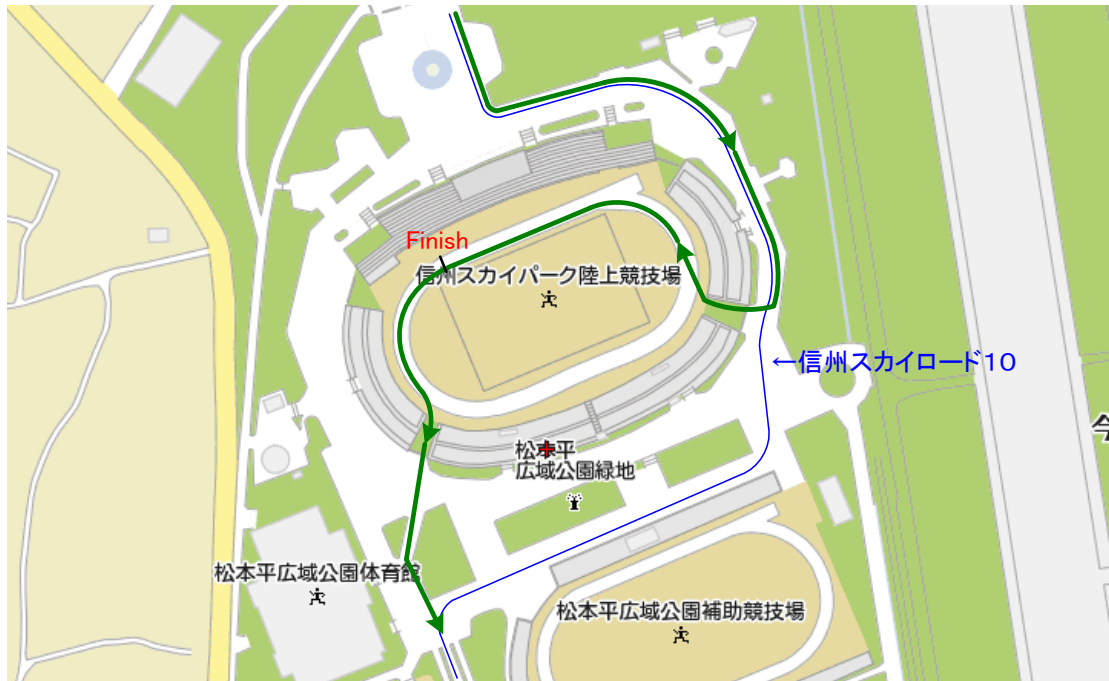 Finish
信州スカイパーク陸上競技場
←信州スカイロード10
今
松本平
広域公園緑地
松本平広域公園体育館
松本平広域公園補助競技場